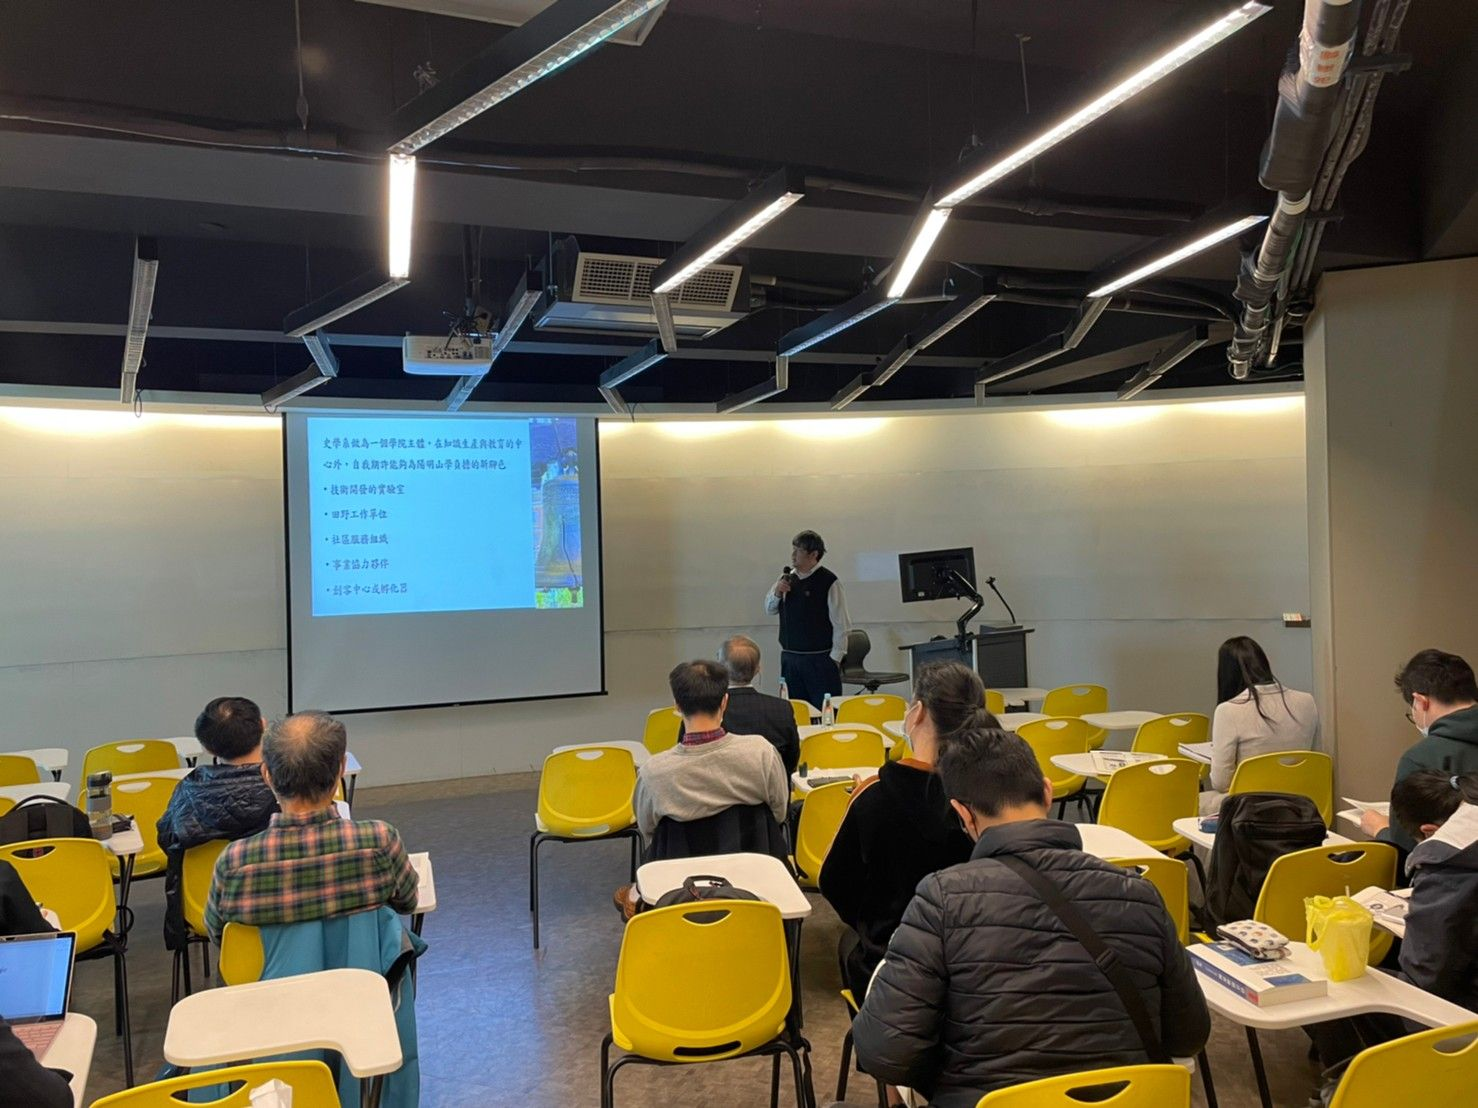 史學系做為一個學院主體，在知識生產與教育的中
心外，自我期許能夠為陽明山學負擔的新腳色
•技術開發的實驗室
•田野工作單位
•社區服務組織
•事業協力夥伴
•創客中心或孵化器